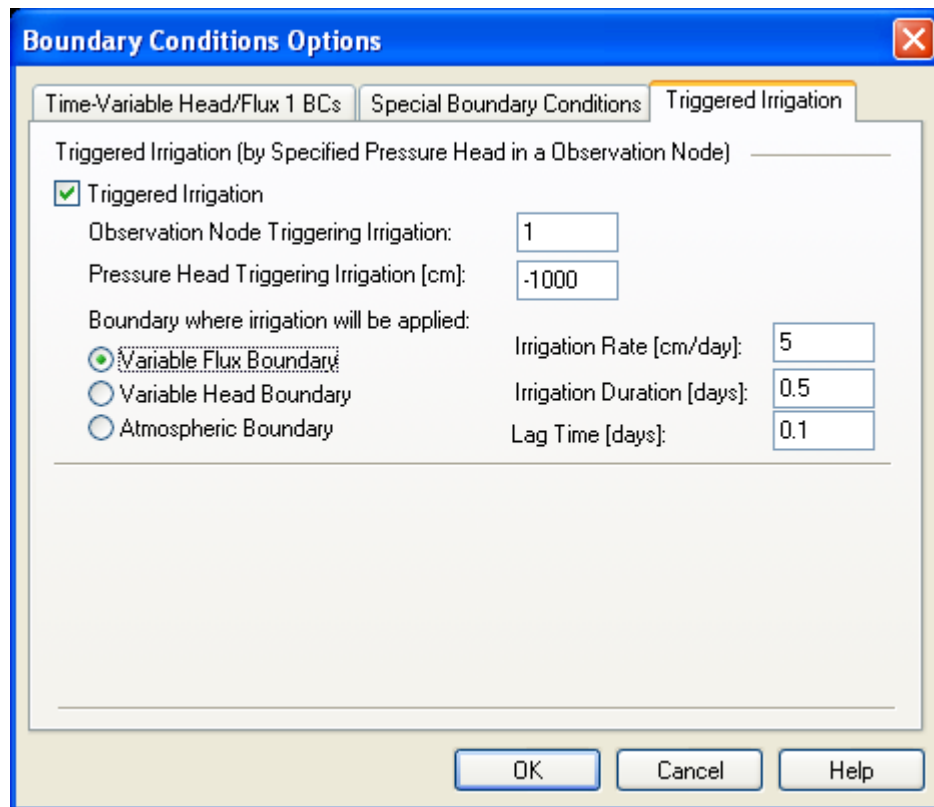 Boundary Conditions Options
Time-Variable Head/Flux 1 BCs Special Boundary Conditions Triggered Irrigation
Triggered Irrigation (by Specified Pressure Head in a Observation Node)
Triggered Irrigation
Observation Node Triggering Irrigation: 1
Pressure Head Triggering Irrigation [cm]: -1000
Boundary where irrigation will be applied:
Variable Flux Boundary Irrigation Rate [cm/day]: 5
Variable Head Boundary Irrigation Duration [days]: 0.5
Atmospheric Boundary Lag Time [days]: 0.1
OK Cancel Help